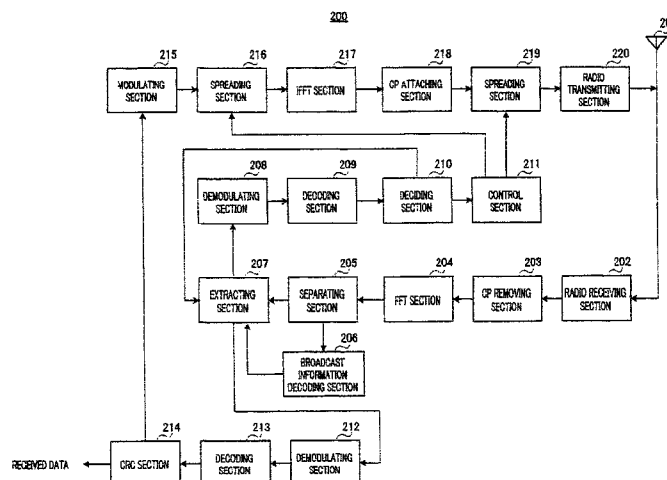 200
215
216
217
218
219
220
MODULATING
SECTION
SPREADING
SECTION
IFFT SECTION
CP ATTACHING
SECTION
SPREADING
SECTION
RADIO
TRANSMITTING
SECTION
208
209
210
211
DEMODULATING
SECTION
DECODING
SECTION
DECIDING
SECTION
CONTROL
SECTION
207
205
204
203
202
EXTRACTING
SECTION
SEPARATING
SECTION
FFT SECTION
CP REMOVING
SECTION
RADIO RECEIVING
SECTION
206
BROADCAST
INFORMATION
DECODING SECTION
214
213
212
RECEIVED DATA
CRC SECTION
DECODING
SECTION
DEMODULATING
SECTION